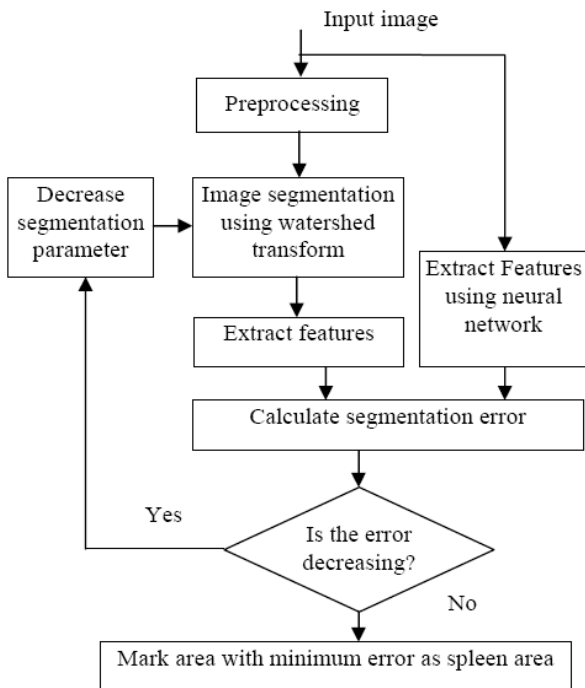 Input image
Preprocessing
Decrease
segmentation
parameter
Image segmentation
using watershed
transform
Extract Features
using neural
network
Extract features
Calculate segmentation error
Yes
Is the error
decreasing?
No
Mark area with minimum error as spleen area